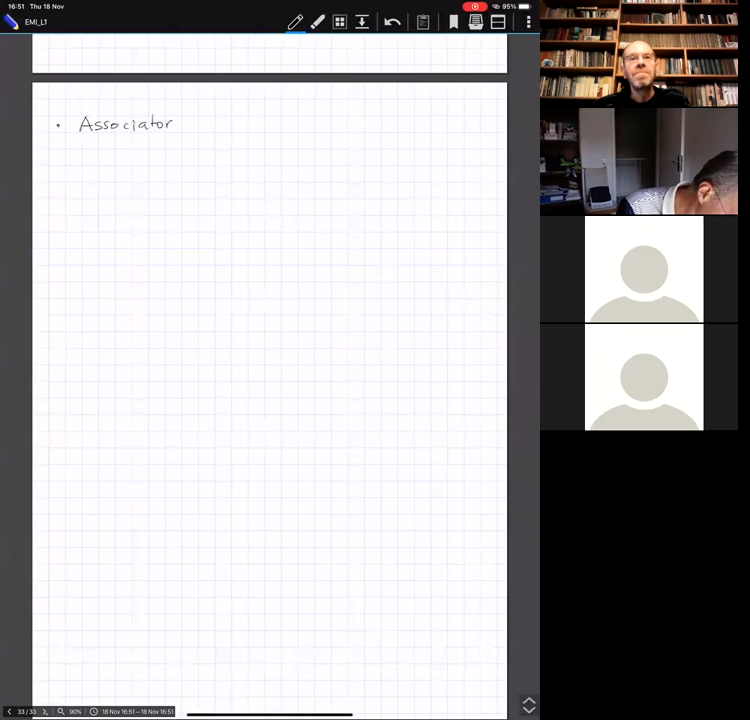 16:51 Thu 18 Nov
95%
EMI_L1
· Associator
33/33
90%
18 Nov 16:51 – 18 Nov 16:51